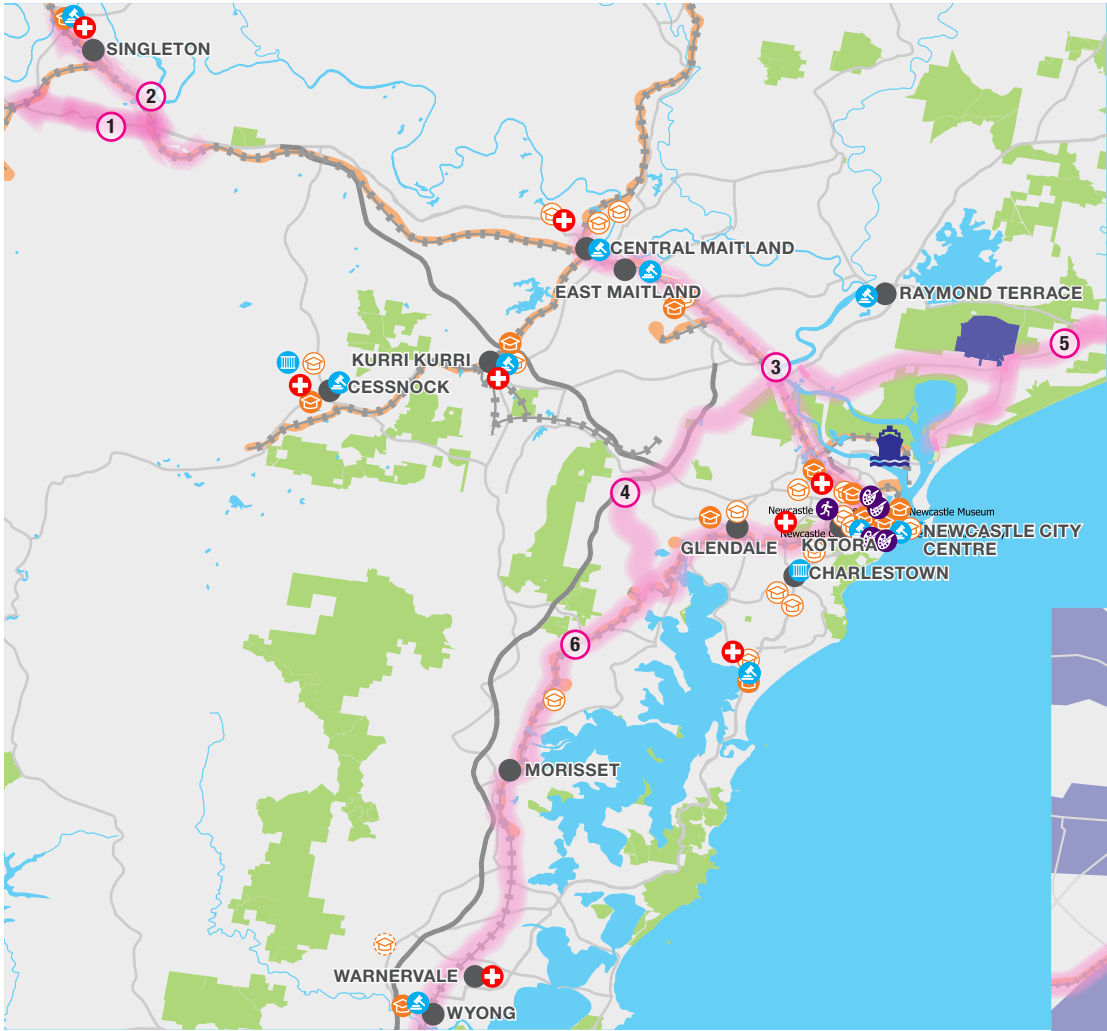 SINGLETON
2
1
CENTRAL MAITLAND
EAST MAITLAND
RAYMOND TERRACE
5
KURRI KURRI
3
CESSNOCK
4
Newcastle
Newcastle Museum
NEWCASTLE CITY
CENTRE
GLENDALE
KOTORA
CHARLESTOWN
6
MORISSET
WARNERVALE
WYONG